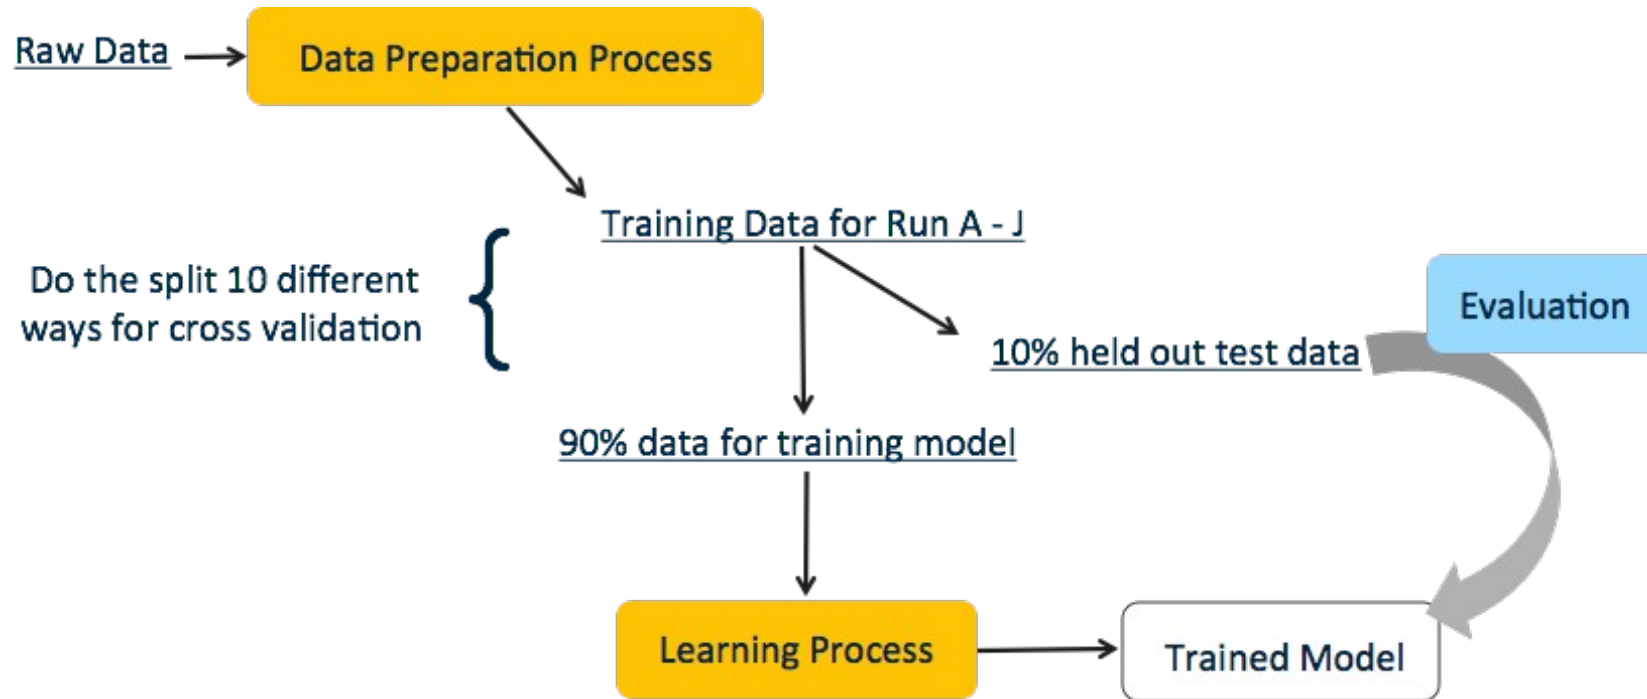 Raw Data
Data Preparation Process
Training Data for Run A - J
Do the split 10 different
ways for cross validation
Evaluation
10% held out test data
90% data for training model
Learning Process
Trained Model